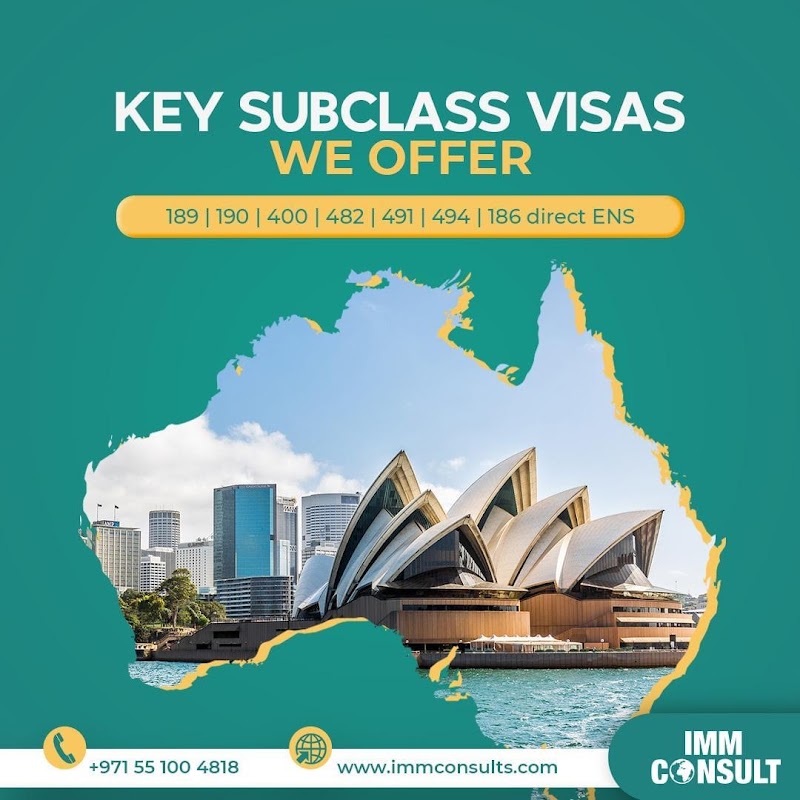 KEY SUBCLASS VISAS
WE OFFER
189 | 190 | 400 | 482 | 491 | 494 | 186 direct ENS
+971 55 100 4818
www.immconsults.com
IMM
CONSULT